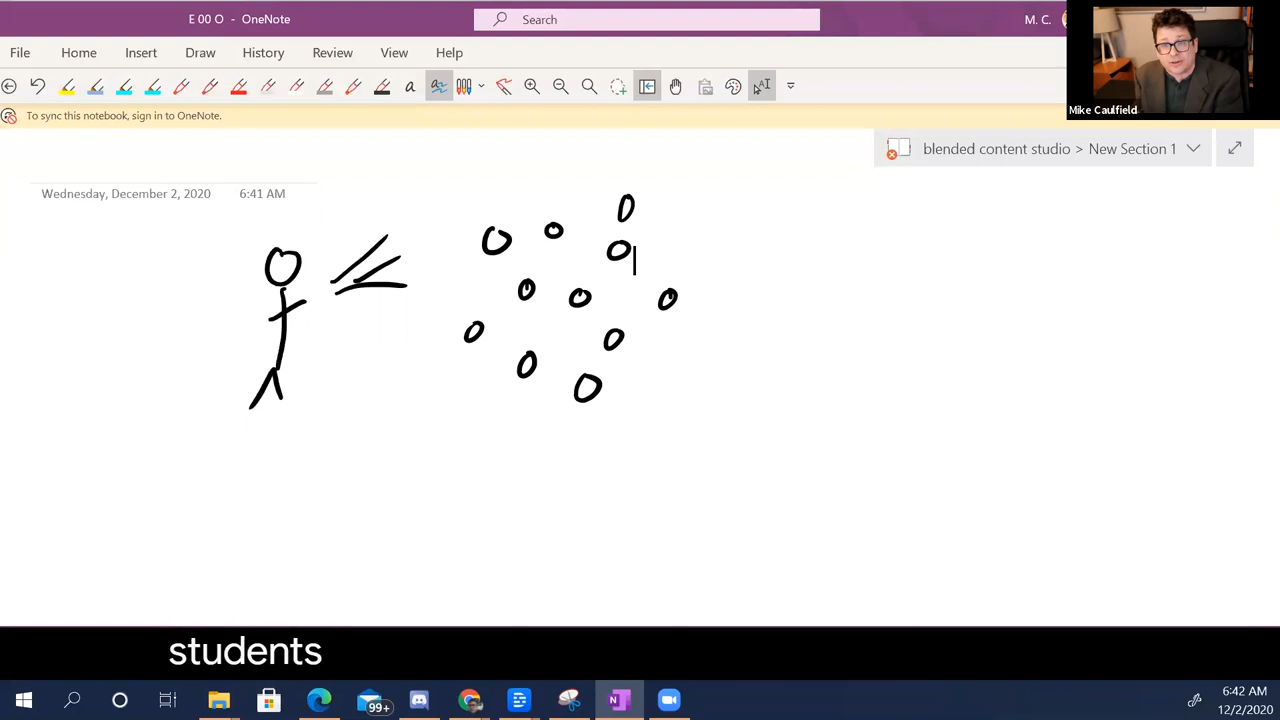 E 00 O - OneNote
Search
M. C.
File Home Insert Draw History Review View Help
To sync this notebook, sign in to OneNote.
Mike Caulfield
blended content studio > New Section 1
Wednesday, December 2, 2020 6:41 AM
students
99+
6:42 AM
12/2/2020